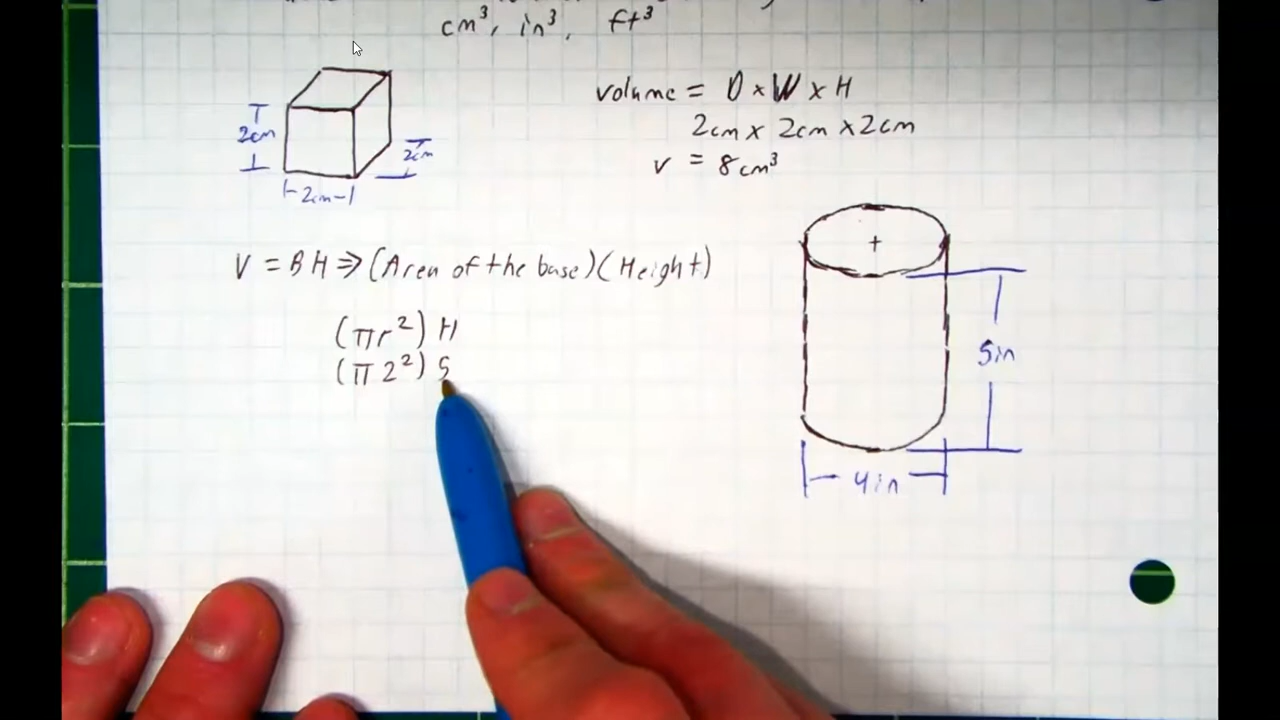 cm³, in³, ft³
2cm
2cm
2cm
volume = D × W × H
2cm × 2cm × 2cm
v = 8cm³
V = BH ⇒ (Area of the base)(Height)
(πr²) H
(π2²) 5
5in
4in